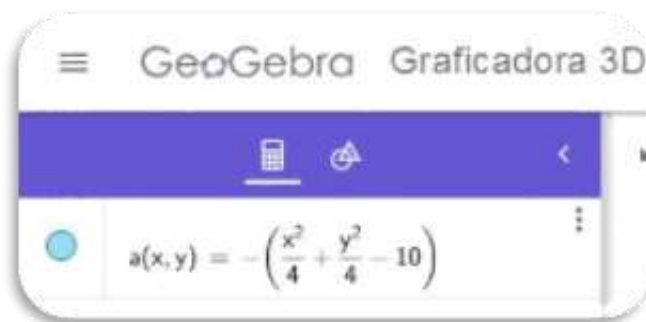 GeoGebra Graficadora 3D
a(x, y) = -(x²/4 + y²/4 - 10)